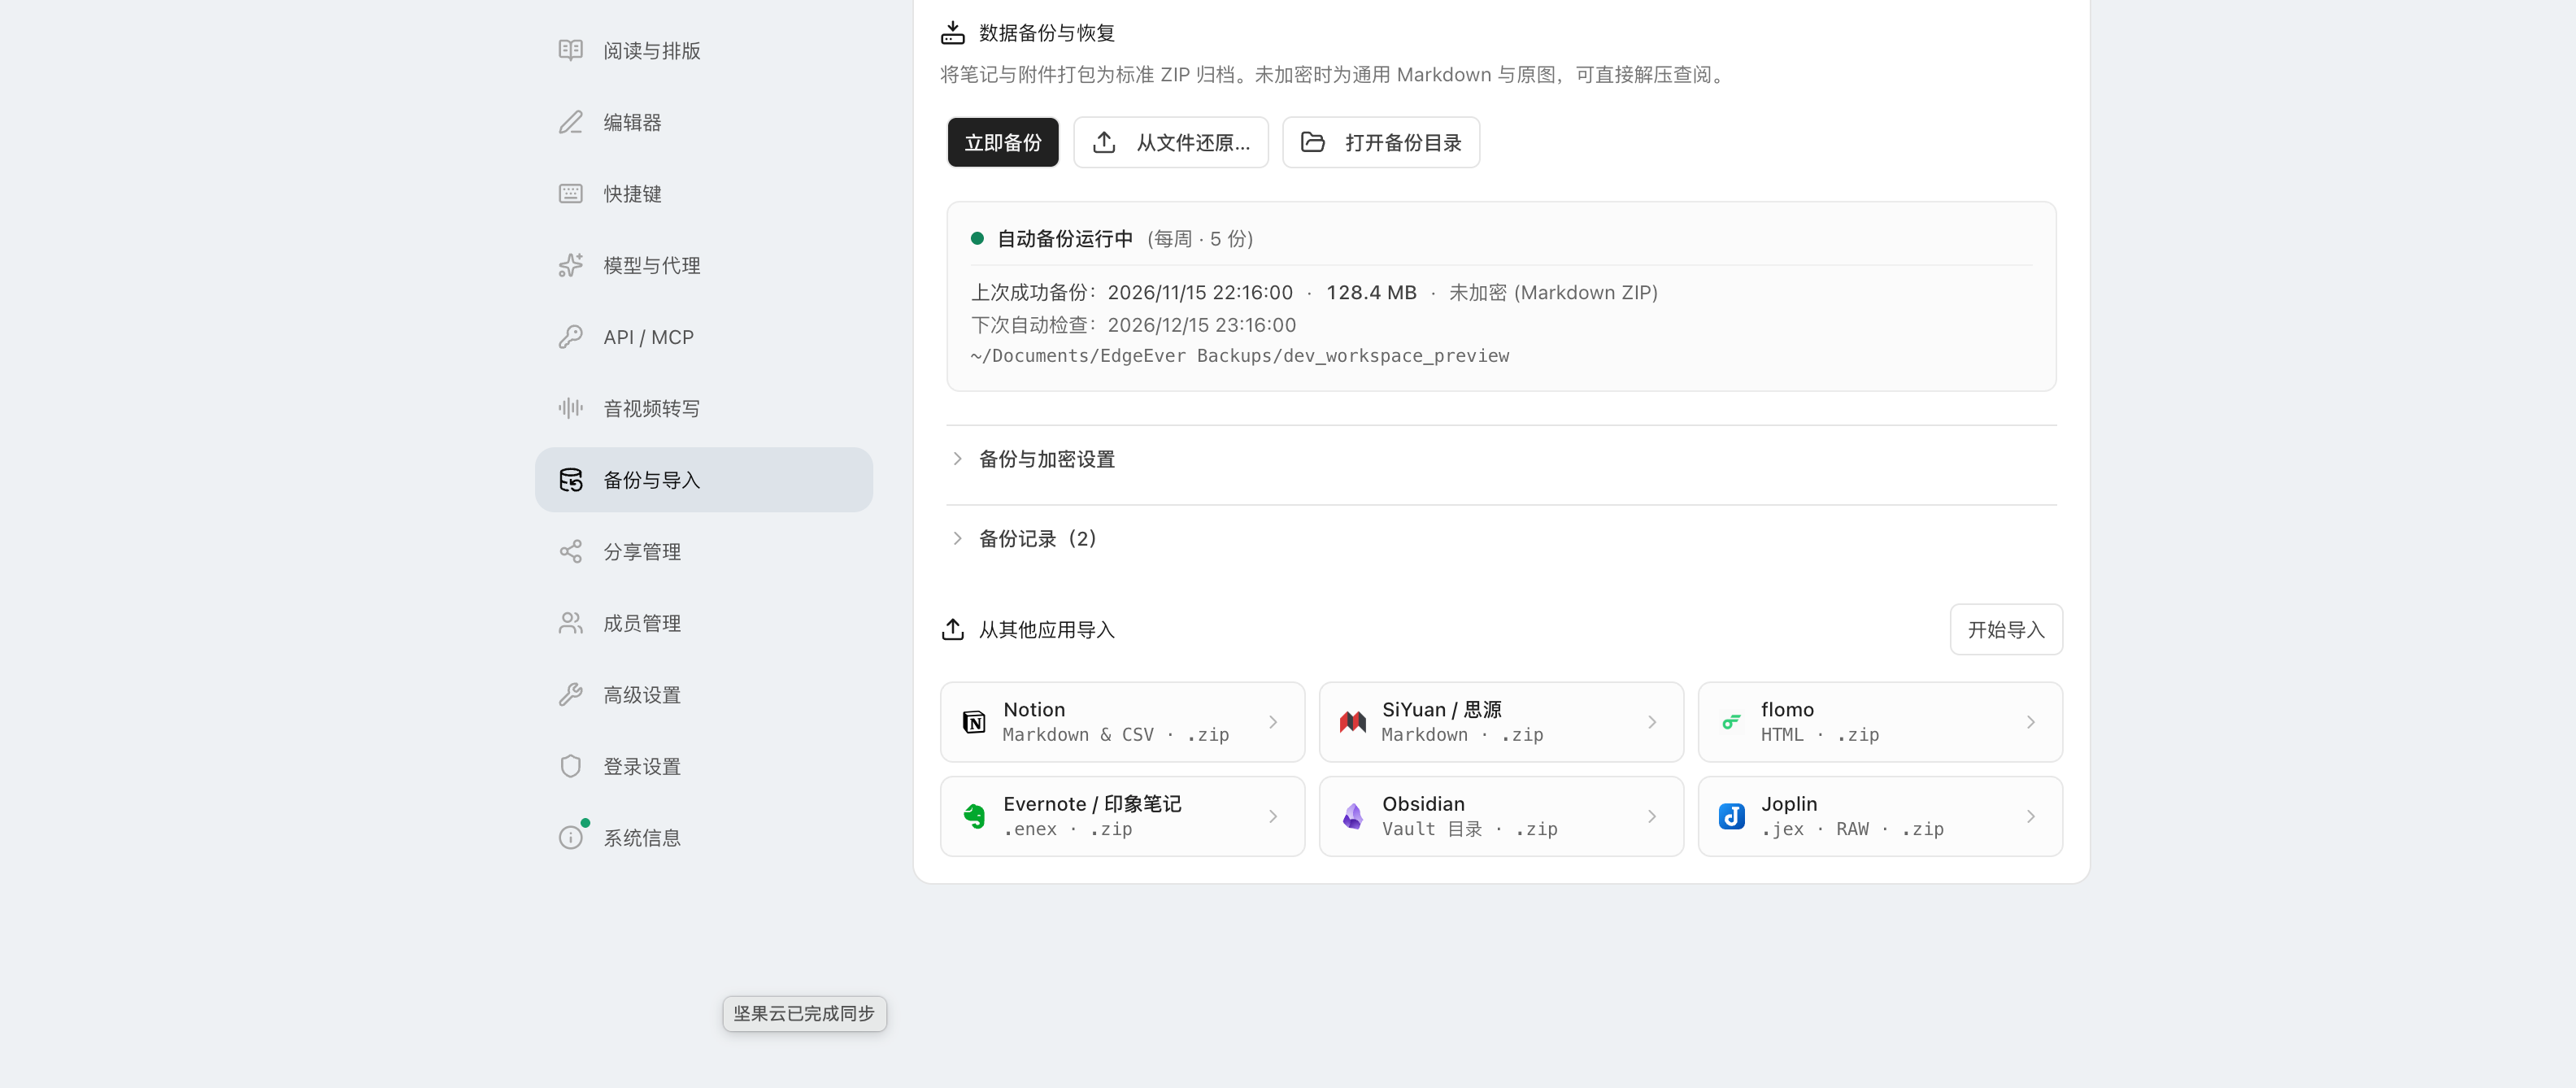 阅读与排版
编辑器
快捷键
模型与代理
API / MCP
音视频转写
备份与导入
分享管理
成员管理
高级设置
登录设置
系统信息
数据备份与恢复
将笔记与附件打包为标准 ZIP 归档。未加密时为通用 Markdown 与原图，可直接解压查阅。
立即备份
从文件还原...
打开备份目录
自动备份运行中 (每周 · 5 份)
上次成功备份：2026/11/15 22:16:00 · 128.4 MB · 未加密 (Markdown ZIP)
下次自动检查：2026/12/15 23:16:00
~/Documents/EdgeEver Backups/dev_workspace_preview
备份与加密设置
备份记录（2）
从其他应用导入
开始导入
Notion
Markdown & CSV · .zip
SiYuan / 思源
Markdown · .zip
flomo
HTML · .zip
Evernote / 印象笔记
.enex · .zip
Obsidian
Vault 目录 · .zip
Joplin
.jex · RAW · .zip
坚果云已完成同步